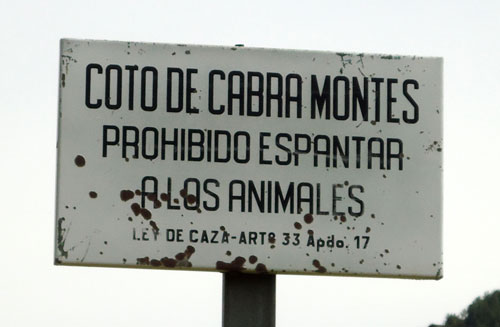 COTO DE CABRA MONTES
PROHIBIDO ESPANTAR
A LOS ANIMALES
LEY DE CAZA-ARTº 33 Apdo. 17